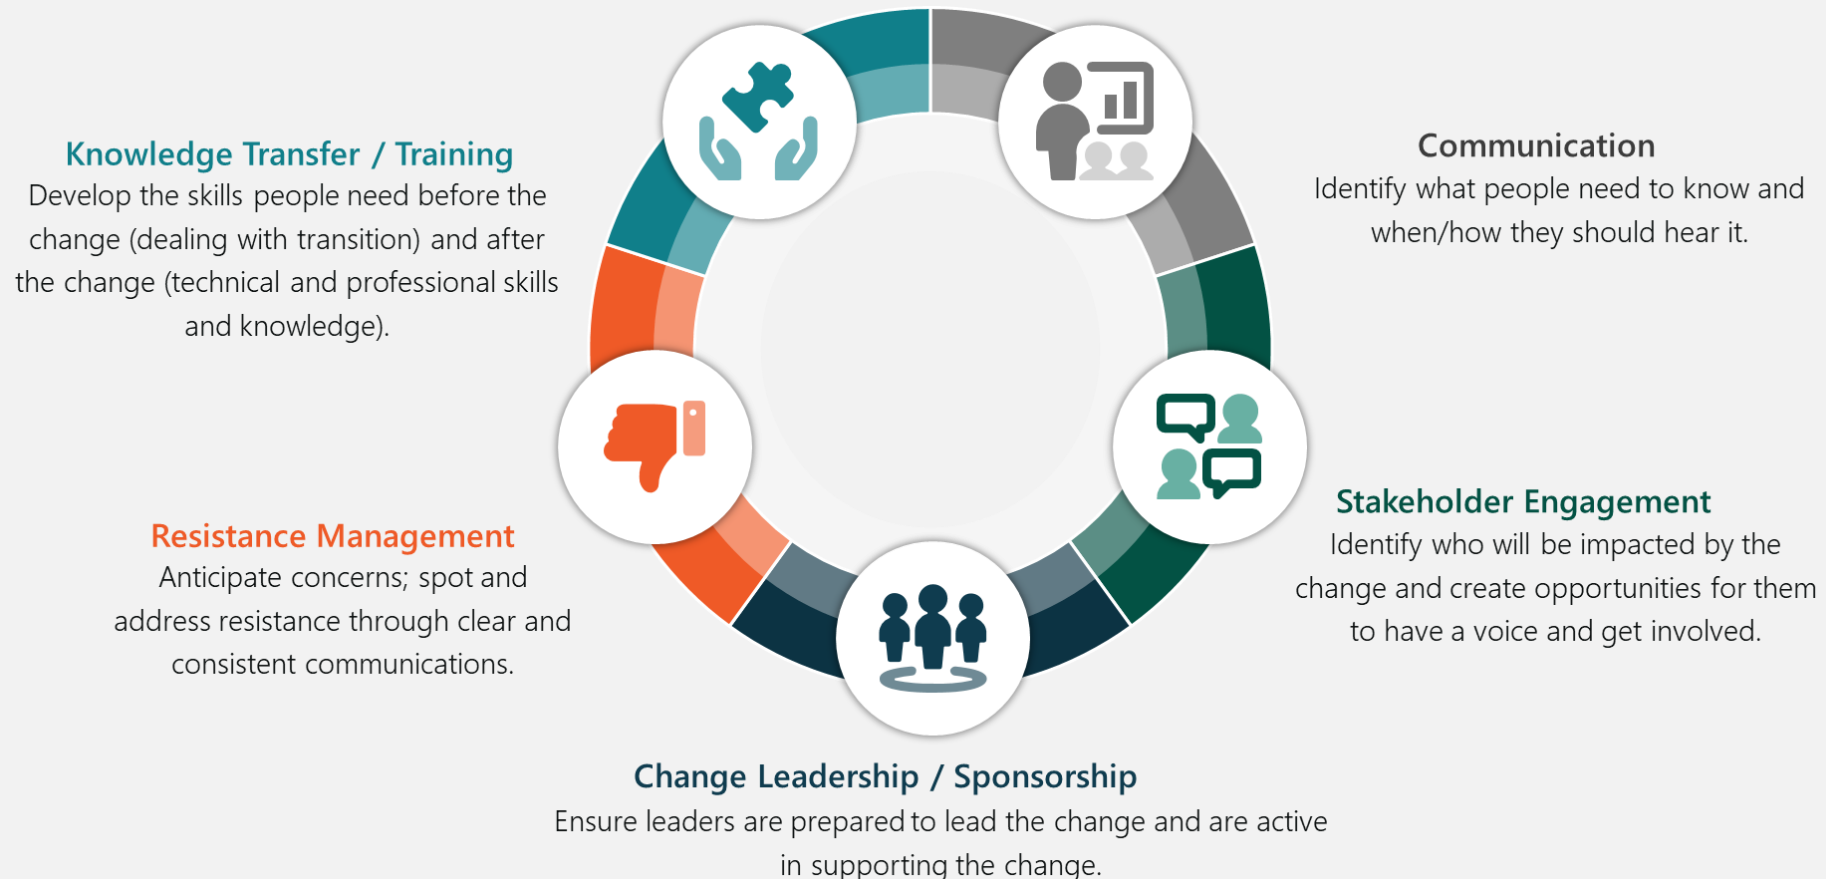 Knowledge Transfer / Training
Develop the skills people need before the
change (dealing with transition) and after
the change (technical and professional skills
and knowledge).
Communication
Identify what people need to know and
when/how they should hear it.
Resistance Management
Anticipate concerns; spot and
address resistance through clear and
consistent communications.
Stakeholder Engagement
Identify who will be impacted by the
change and create opportunities for them
to have a voice and get involved.
Change Leadership / Sponsorship
Ensure leaders are prepared to lead the change and are active
in supporting the change.